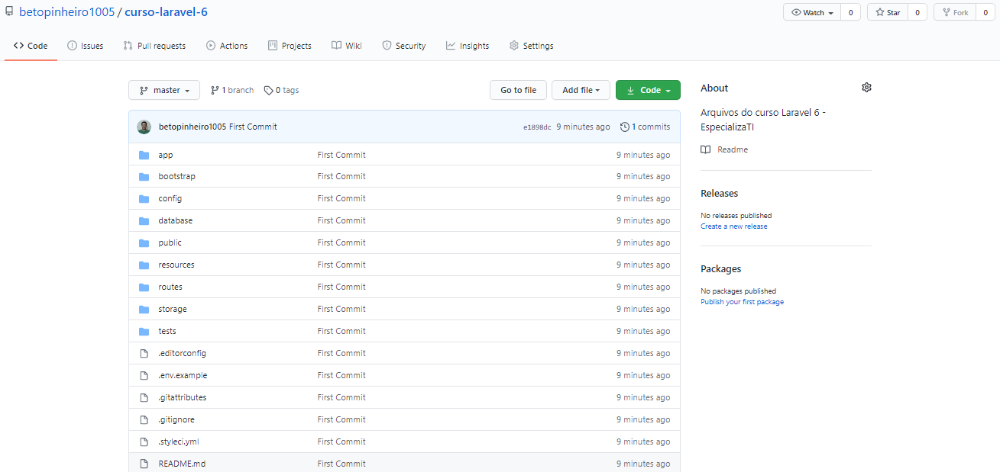 betopinheiro1005 / curso-laravel-6
Watch 0 Star 0 Fork 0
Code Issues Pull requests Actions Projects Wiki Security Insights Settings
master 1 branch 0 tags Go to file Add file Code
betopinheiro1005 First Commit e1898dc 9 minutes ago 1 commits
app First Commit 9 minutes ago
bootstrap First Commit 9 minutes ago
config First Commit 9 minutes ago
database First Commit 9 minutes ago
public First Commit 9 minutes ago
resources First Commit 9 minutes ago
routes First Commit 9 minutes ago
storage First Commit 9 minutes ago
tests First Commit 9 minutes ago
.editorconfig First Commit 9 minutes ago
.env.example First Commit 9 minutes ago
.gitattributes First Commit 9 minutes ago
.gitignore First Commit 9 minutes ago
.styleci.yml First Commit 9 minutes ago
README.md First Commit 9 minutes ago
About
Arquivos do curso Laravel 6 -
EspecializaTI
Readme
Releases
No releases published
Create a new release
Packages
No packages published
Publish your first package